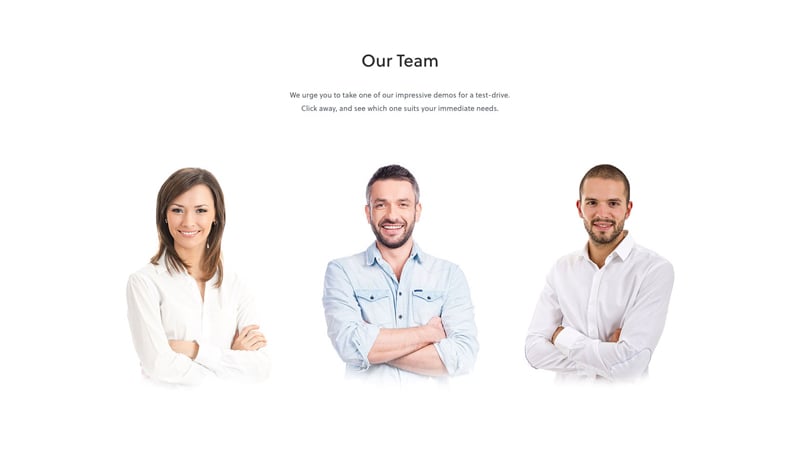 Our Team
We urge you to take one of our impressive demos for a test-drive.
Click away, and see which one suits your immediate needs.